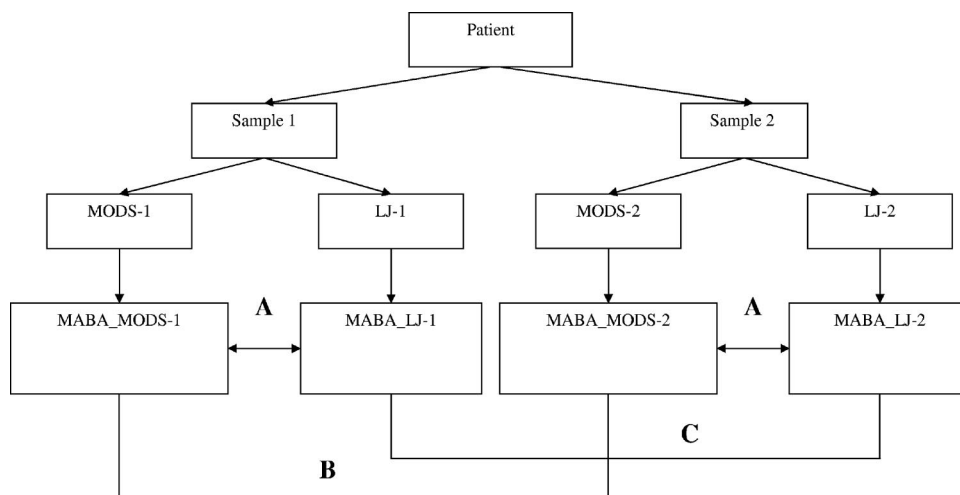 Patient
Sample 1
Sample 2
MODS-1
LJ-1
MODS-2
LJ-2
MABA_MODS-1
A
MABA_LJ-1
MABA_MODS-2
A
MABA_LJ-2
C
B